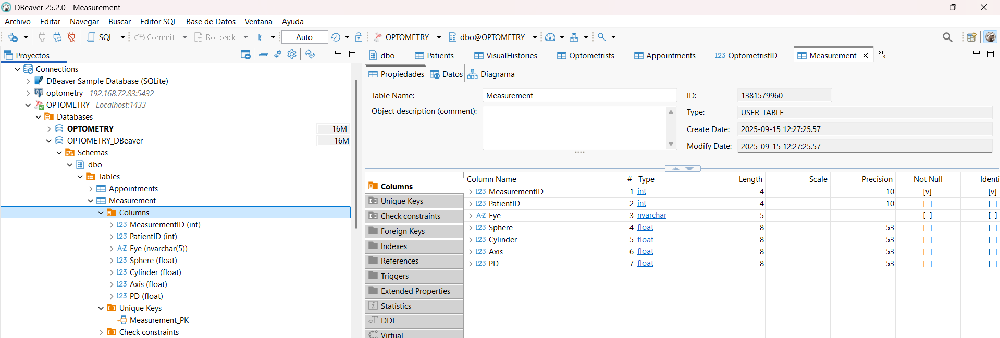 DBeaver 25.2.0 - Measurement
Archivo Editar Navegar Buscar Editor SQL Base de Datos Ventana Ayuda
SQL Commit Rollback T Auto OPTOMETRY dbo@OPTOMETRY
Proyectos
Connections
DBeaver Sample Database (SQLite)
optometry 192.168.72.83:5432
OPTOMETRY Localhost:1433
Databases
OPTOMETRY 16M
OPTOMETRY_DBeaver 16M
Schemas
dbo
Tables
Appointments
Measurement
Columns
123 MeasurementID (int)
123 PatientID (int)
A-Z Eye (nvarchar(5))
123 Sphere (float)
123 Cylinder (float)
123 Axis (float)
123 PD (float)
Unique Keys
Measurement_PK
Check constraints
dbo Patients VisualHistories Optometrists Appointments 123 OptometristID Measurement »3
Propiedades Datos Diagrama
Table Name: Measurement
Object description (comment):
ID: 1381579960
Type: USER_TABLE
Create Date: 2025-09-15 12:27:25.57
Modify Date: 2025-09-15 12:27:25.57
Columns
Unique Keys
Check constraints
Foreign Keys
Indexes
References
Triggers
Extended Properties
Statistics
DDL
Virtual
Column Name # Type Length Scale Precision Not Null Identi
123 MeasurementID 1 int 4 10 [v] [v]
123 PatientID 2 int 4 10 [ ] [ ]
A-Z Eye 3 nvarchar 5 [ ] [ ]
123 Sphere 4 float 8 53 [ ] [ ]
123 Cylinder 5 float 8 53 [ ] [ ]
123 Axis 6 float 8 53 [ ] [ ]
123 PD 7 float 8 53 [ ] [ ]